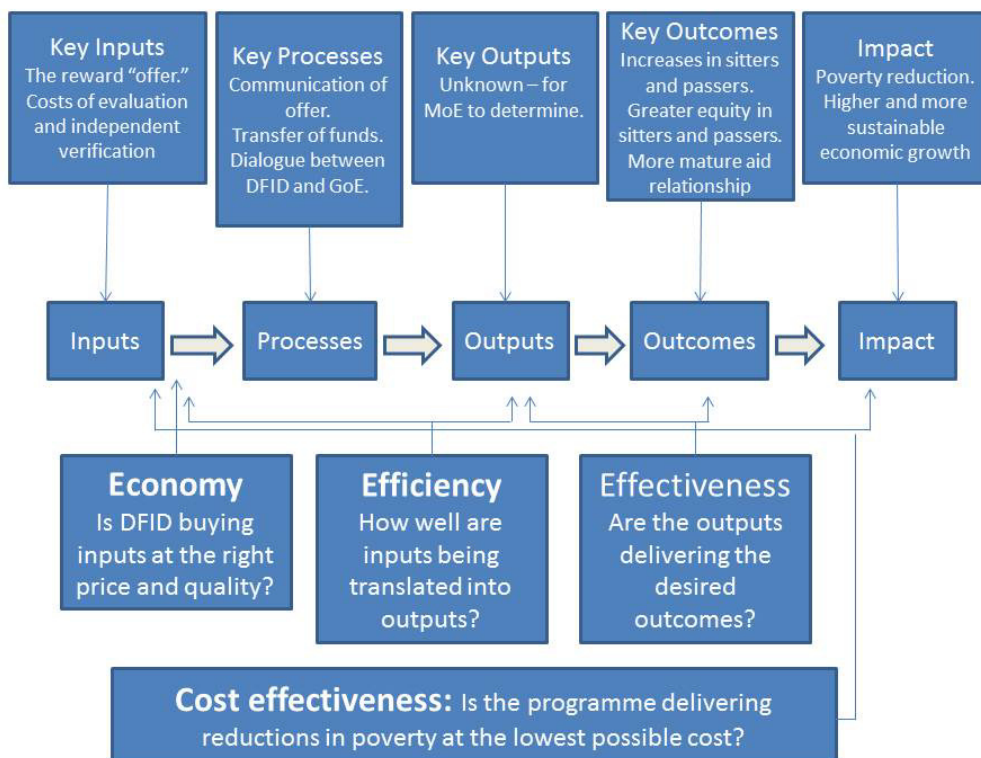 Key Inputs
The reward “offer.”
Costs of evaluation
and independent
verification
Key Processes
Communication of
offer.
Transfer of funds.
Dialogue between
DFID and GoE.
Key Outputs
Unknown – for
MoE to determine.
Key Outcomes
Increases in sitters
and passers.
Greater equity in
sitters and passers.
More mature aid
relationship
Impact
Poverty reduction.
Higher and more
sustainable
economic growth
Inputs
Processes
Outputs
Outcomes
Impact
Economy
Is DFID buying
inputs at the right
price and quality?
Efficiency
How well are
inputs being
translated into
outputs?
Effectiveness
Are the outputs
delivering the
desired
outcomes?
Cost effectiveness: Is the programme delivering
reductions in poverty at the lowest possible cost?